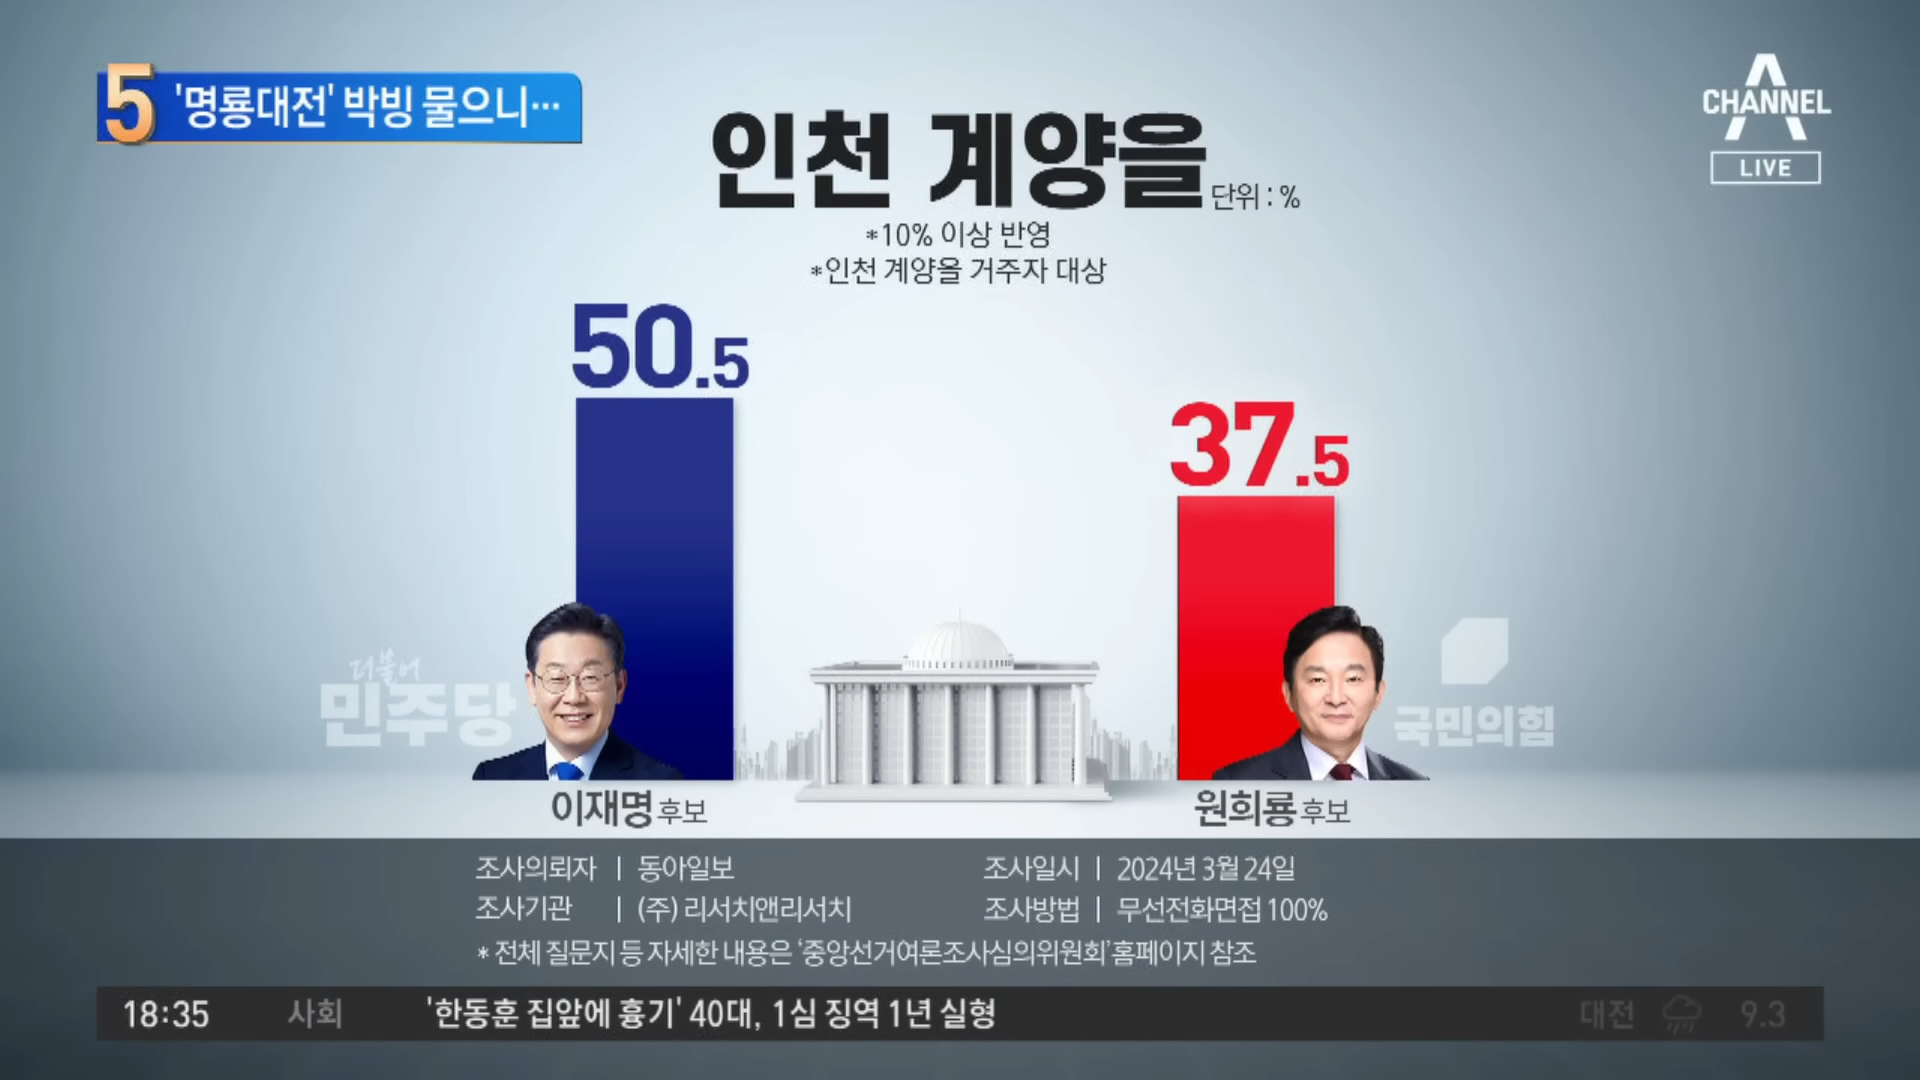 5 '명룡대전' 박빙 물으니…
CHANNEL A
LIVE
인천 계양을
단위 : %
*10% 이상 반영
*인천 계양을 거주자 대상
50.5
37.5
더불어
민주당
국민의힘
이재명 후보
원희룡 후보
조사의뢰자 | 동아일보
조사일시 | 2024년 3월 24일
조사기관 | (주) 리서치앤리서치
조사방법 | 무선전화면접 100%
* 전체 질문지 등 자세한 내용은 '중앙선거여론조사심의위원회' 홈페이지 참조
18:35 사회 '한동훈 집앞에 흉기' 40대, 1심 징역 1년 실형
대전 9.3